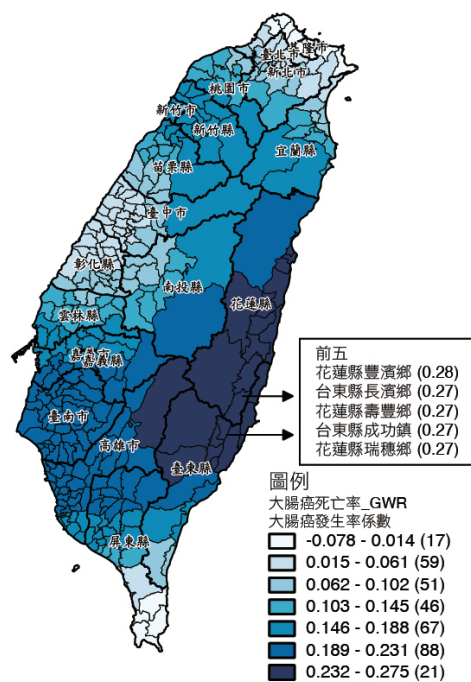 臺北市
基隆市
新北市
桃園市
新竹市
新竹縣
宜蘭縣
苗栗縣
臺中市
彰化縣
南投縣
花蓮縣
雲林縣
嘉義市
嘉義縣
臺南市
高雄市
臺東縣
屏東縣
前五
花蓮縣豐濱鄉 (0.28)
台東縣長濱鄉 (0.27)
花蓮縣壽豐鄉 (0.27)
台東縣成功鎮 (0.27)
花蓮縣瑞穗鄉 (0.27)
圖例
大腸癌死亡率_GWR
大腸癌發生率係數
-0.078 - 0.014 (17)
0.015 - 0.061 (59)
0.062 - 0.102 (51)
0.103 - 0.145 (46)
0.146 - 0.188 (67)
0.189 - 0.231 (88)
0.232 - 0.275 (21)